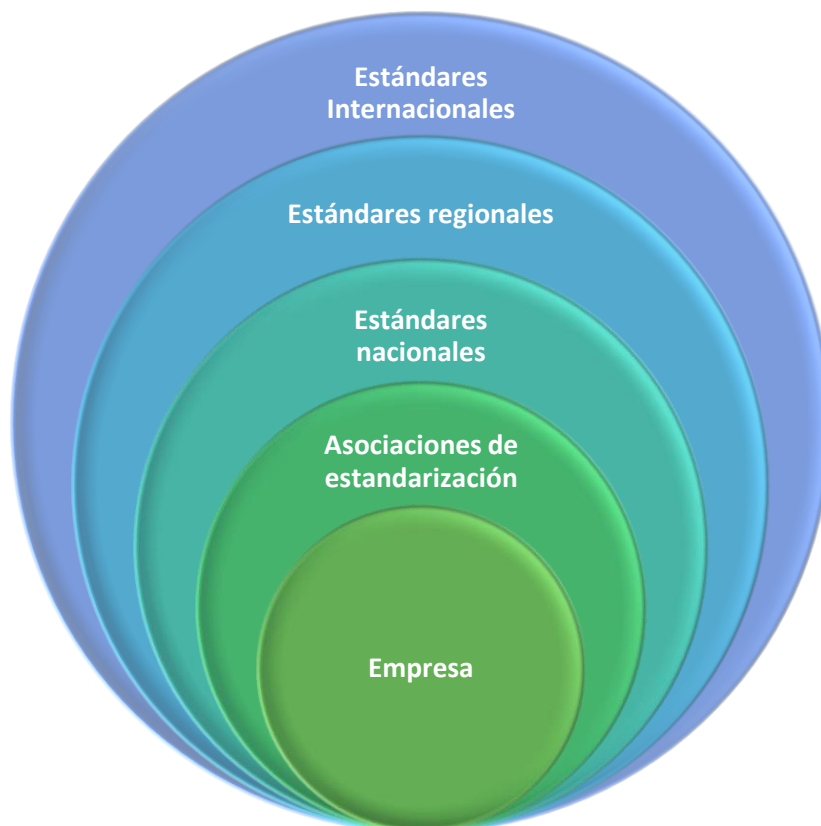 Estándares
Internacionales
Estándares regionales
Estándares
nacionales
Asociaciones de
estandarización
Empresa